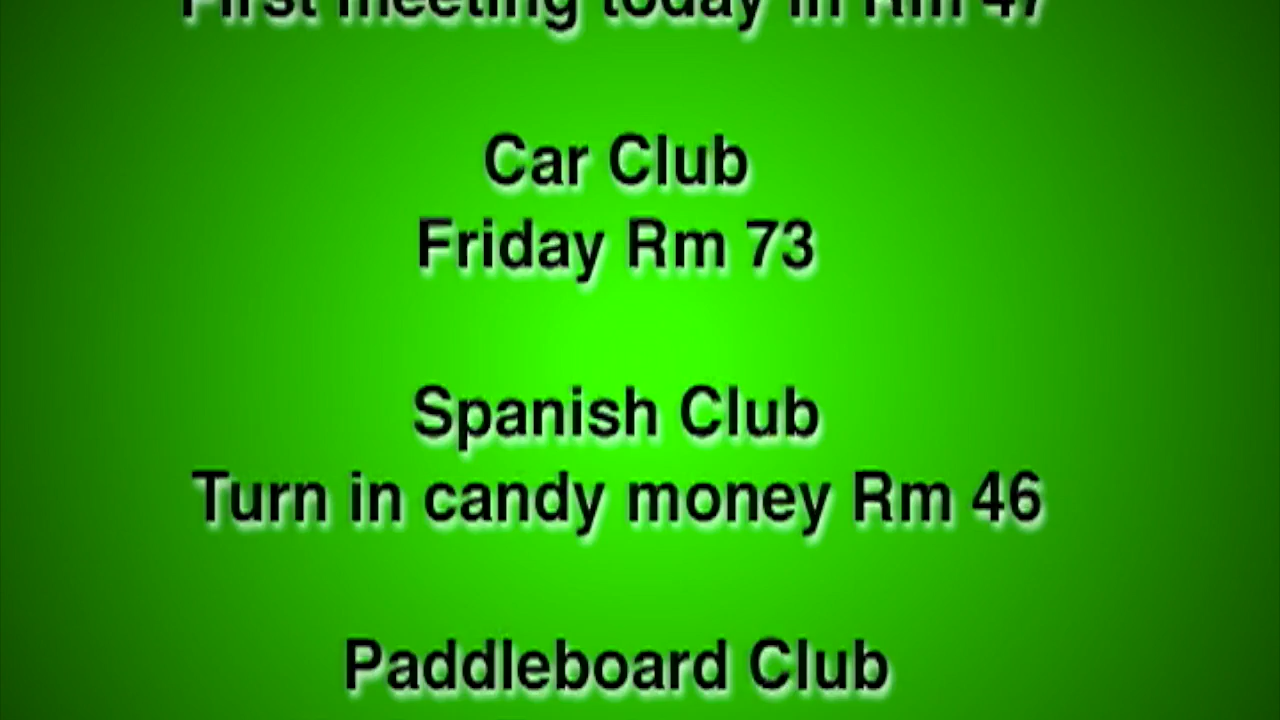 First meeting today in Rm 47
Car Club
Friday Rm 73
Spanish Club
Turn in candy money Rm 46
Paddleboard Club